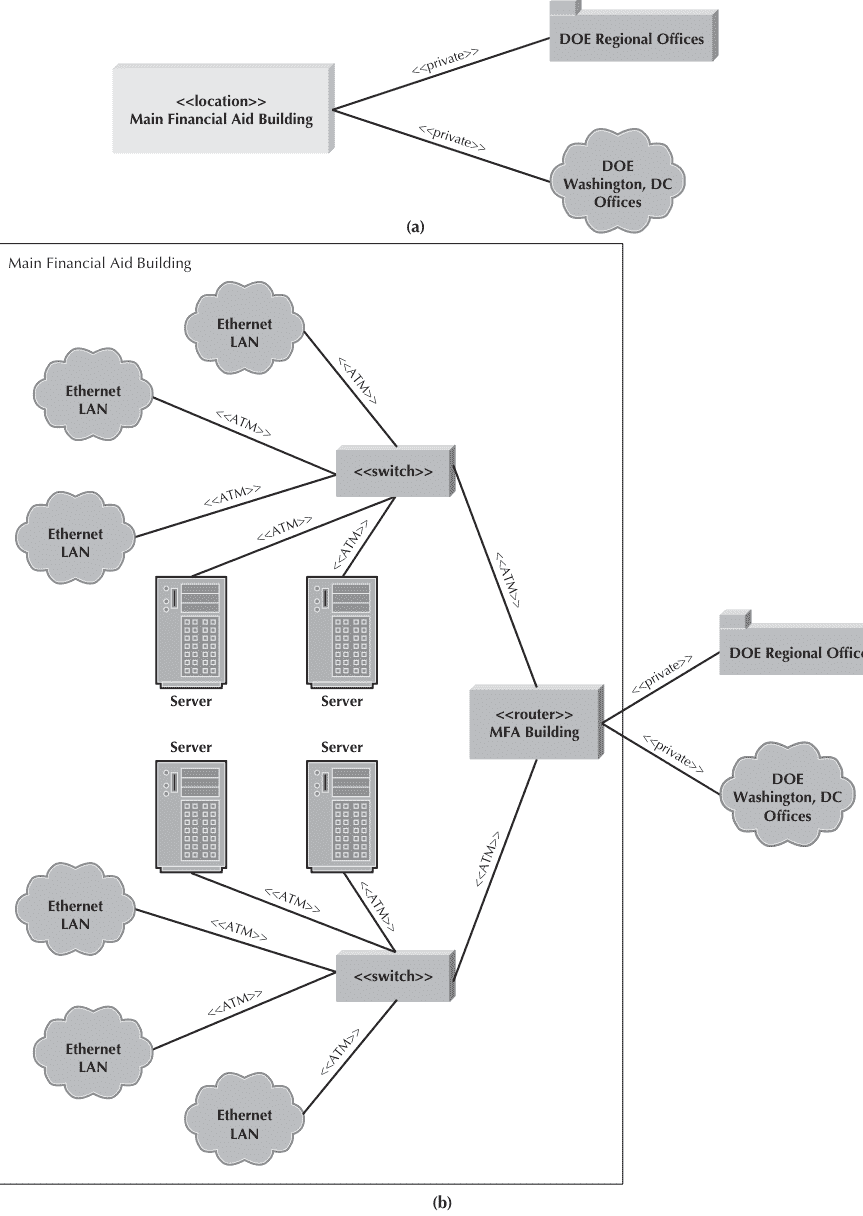 DOE Regional Offices
<<private>>
<<location>>
Main Financial Aid Building
<<private>>
DOE
Washington, DC
Offices
(a)
Main Financial Aid Building
Ethernet
LAN
<<ATM>>
Ethernet
LAN
<<ATM>>
<<switch>>
<<ATM>>
Ethernet
LAN
<<ATM>>
<<ATM>>
<<ATM>>
Server
Server
DOE Regional Office
<<private>>
<<router>>
MFA Building
<<private>>
Server
Server
DOE
Washington, DC
Offices
<<ATM>>
<<ATM>>
<<ATM>>
Ethernet
LAN
<<ATM>>
<<switch>>
<<ATM>>
Ethernet
LAN
<<ATM>>
Ethernet
LAN
(b)